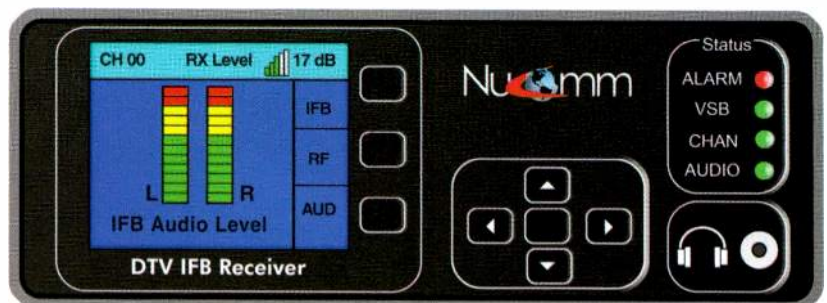 CH 00 RX Level 17 dB
IFB
RF
AUD
L R
IFB Audio Level
DTV IFB Receiver
NuComm
Status
ALARM
VSB
CHAN
AUDIO